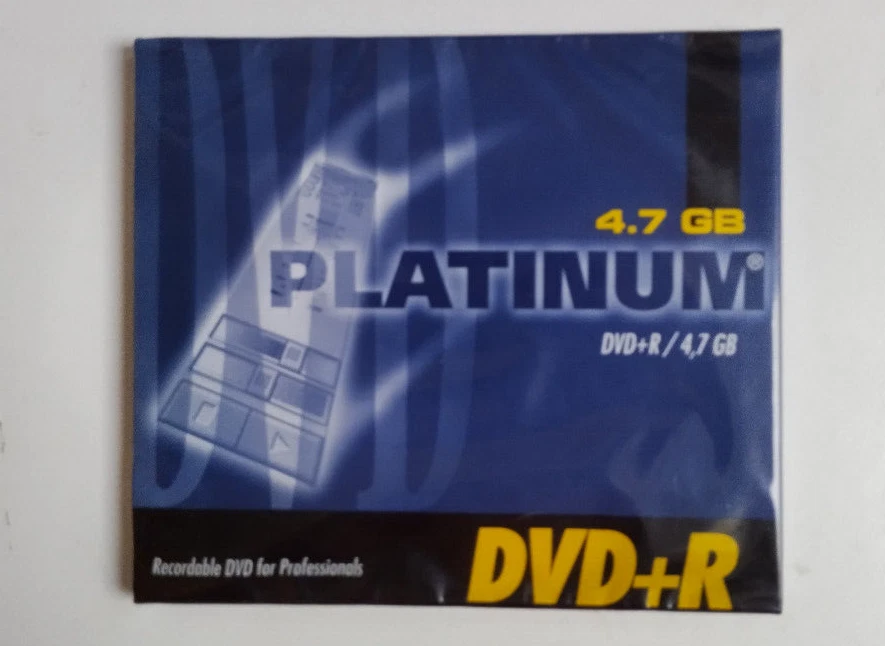 4.7 GB
PLATINUM®
DVD+R / 4,7 GB
DVD+R
Recordable DVD for Professionals